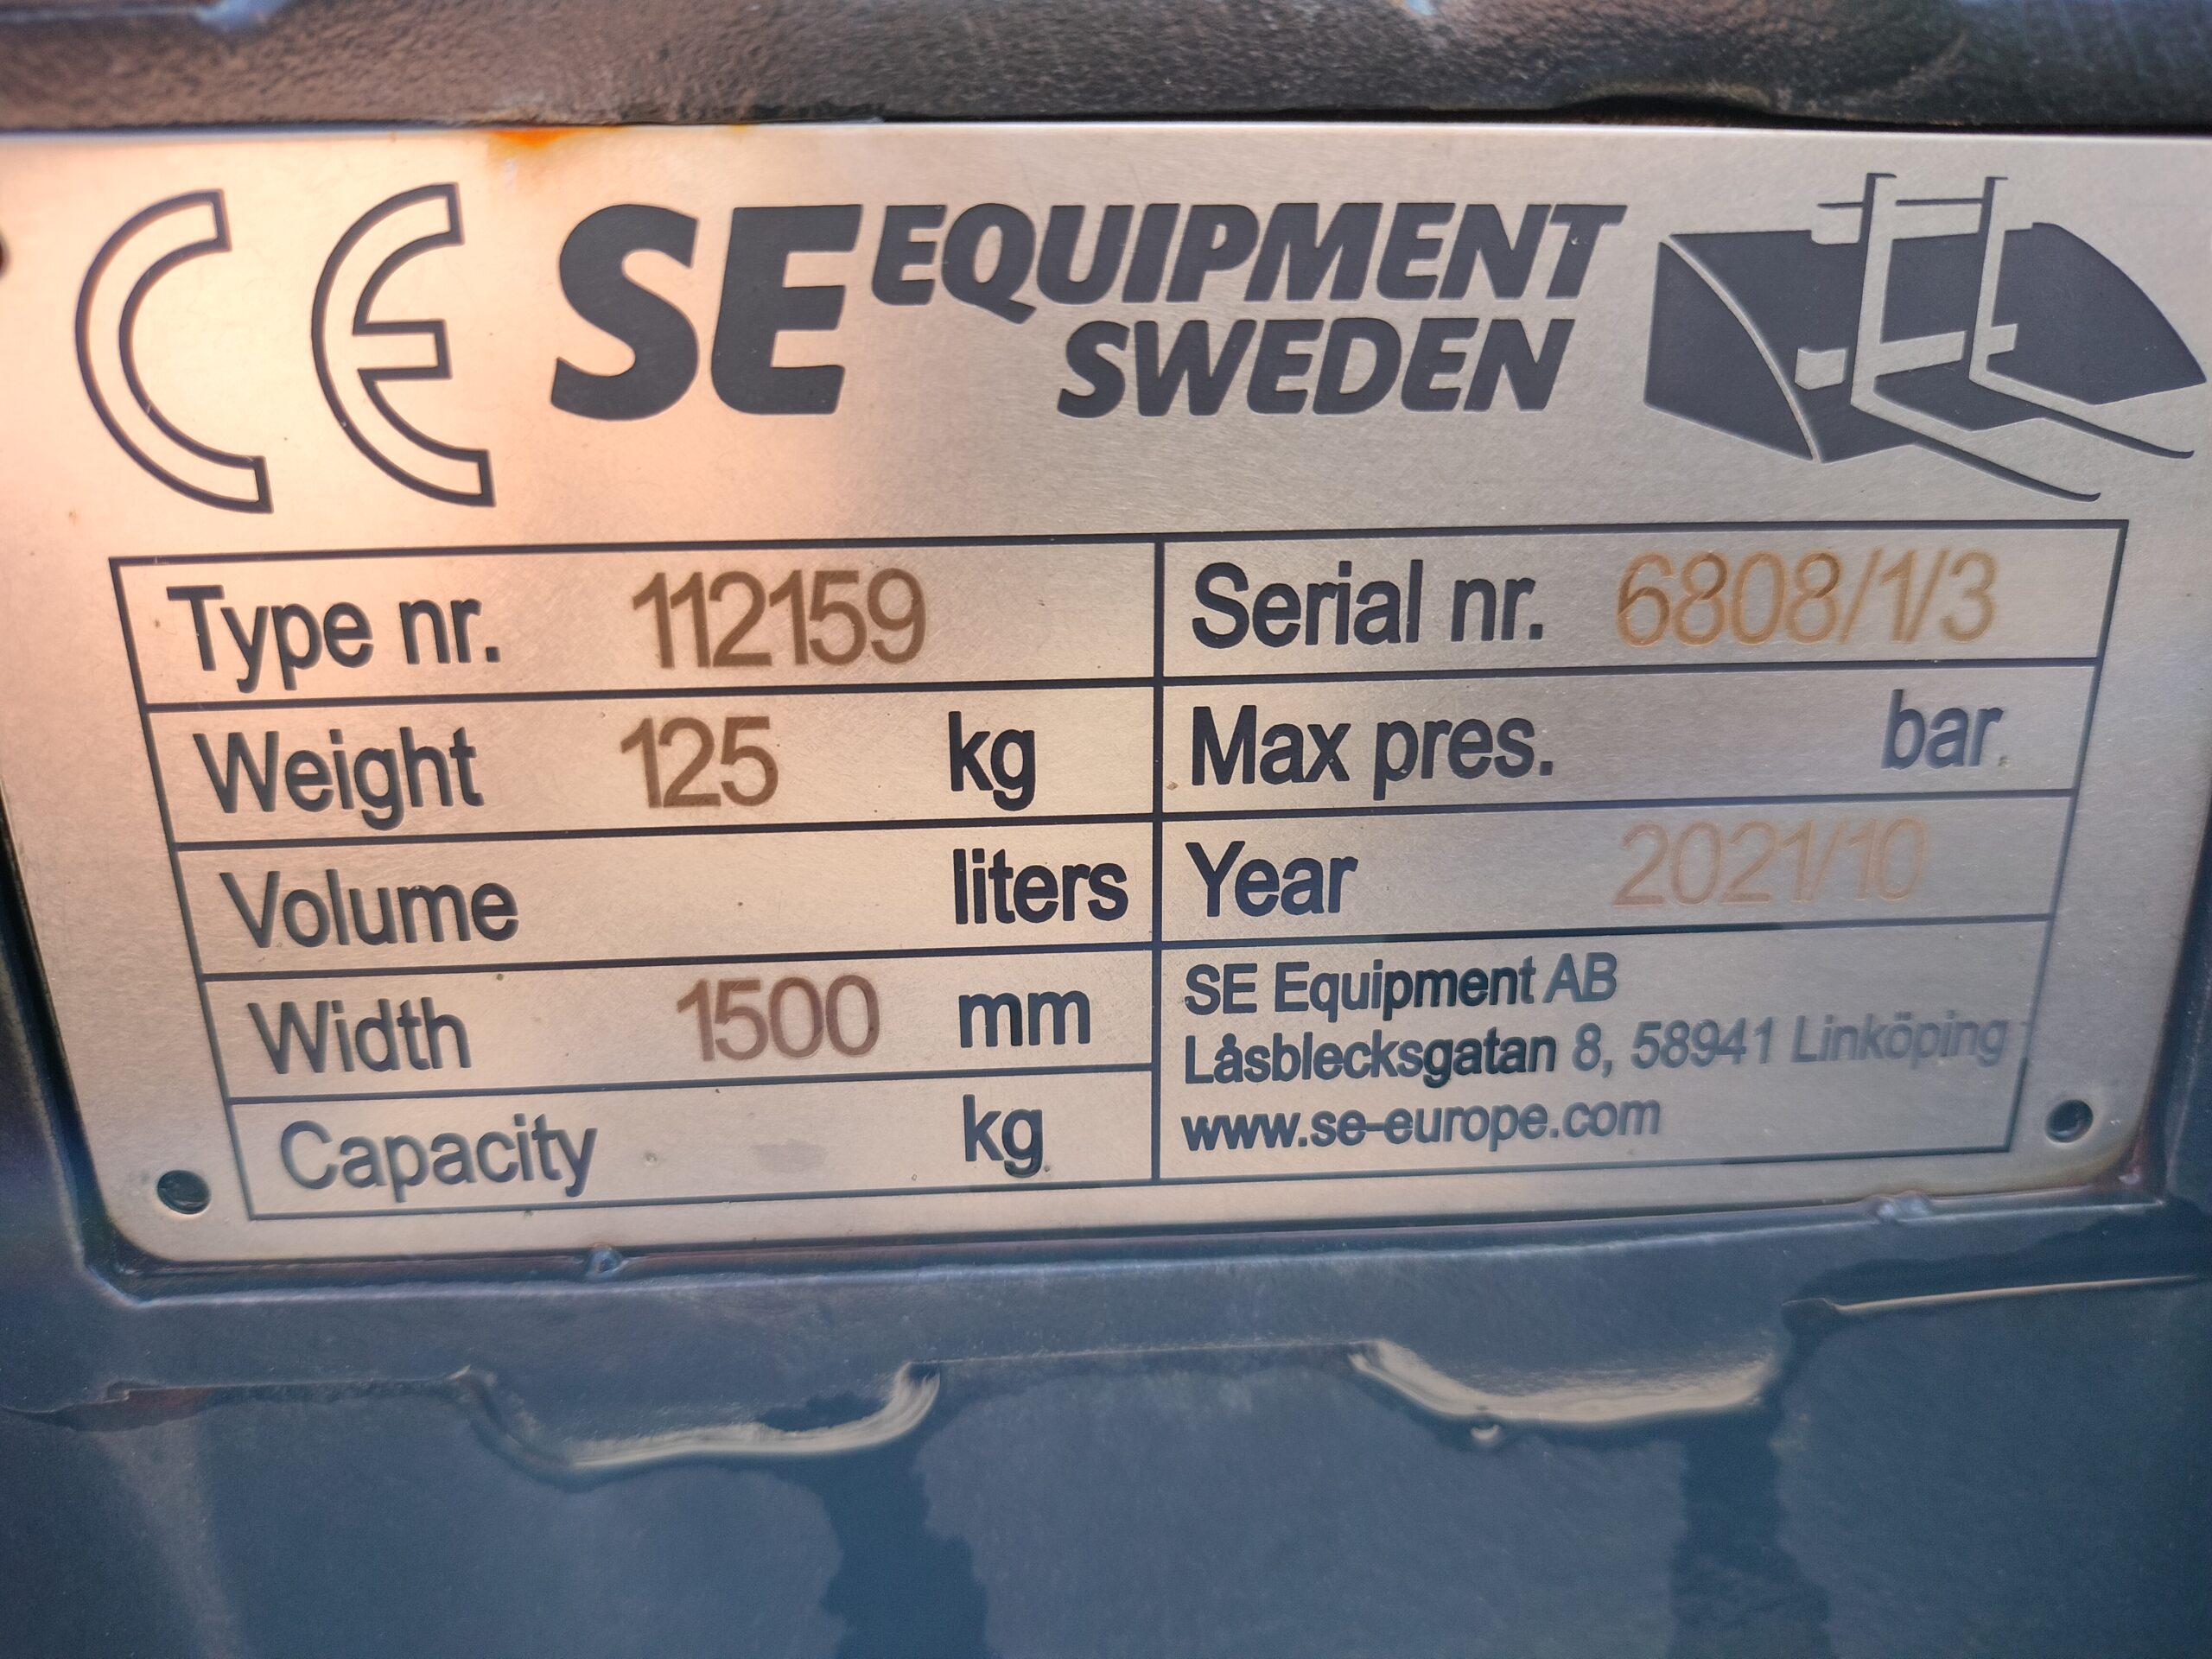 CE SE EQUIPMENT
SWEDEN
Type nr. 112159 Serial nr. 6808/1/3
Weight 125 kg Max pres. bar
Volume liters Year 2021/10
Width 1500 mm SE Equipment AB
Låsblecksgatan 8, 58941 Linköping
Capacity kg www.se-europe.com